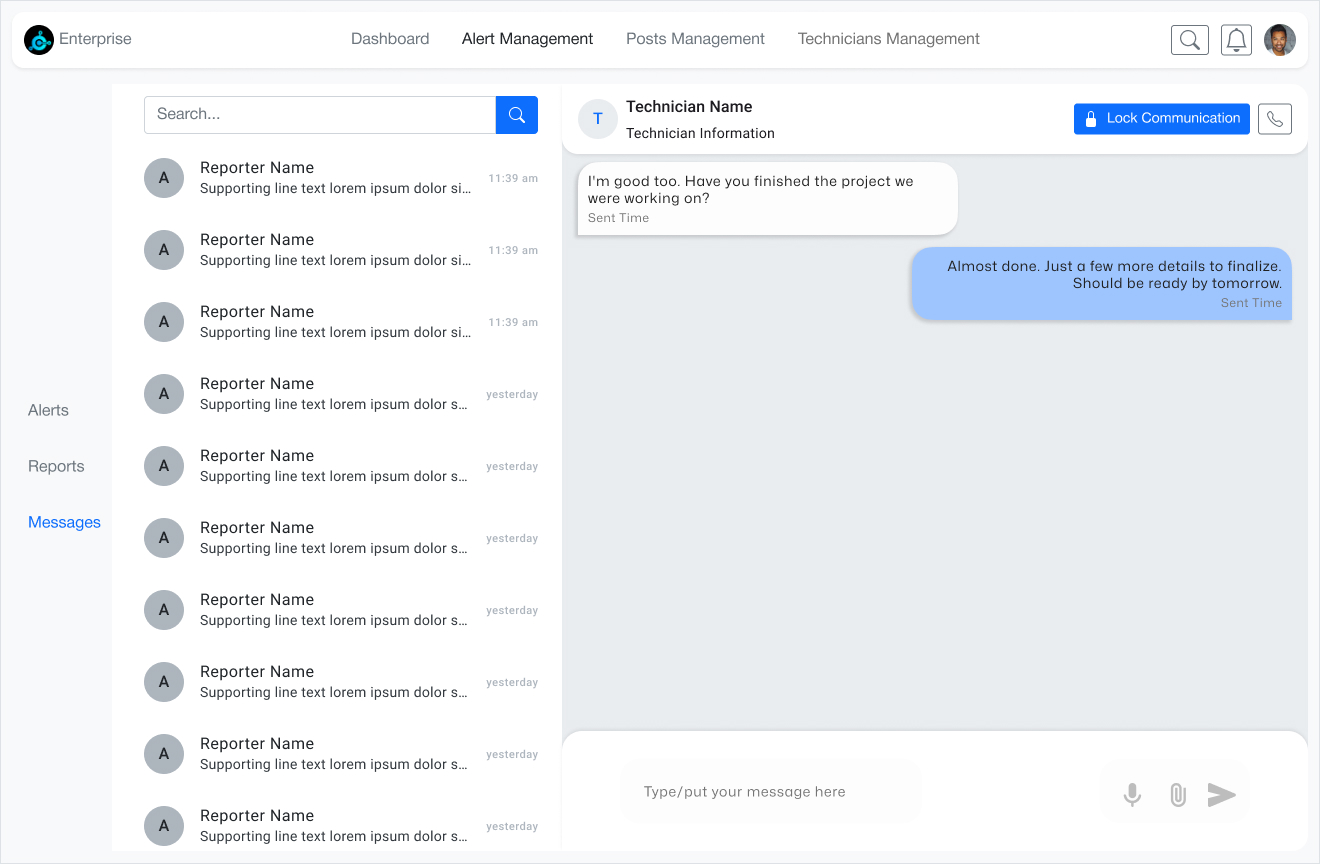 Enterprise
Dashboard
Alert Management
Posts Management
Technicians Management
Alerts
Reports
Messages
Search...
A
Reporter Name
Supporting line text lorem ipsum dolor si...
11:39 am
A
Reporter Name
Supporting line text lorem ipsum dolor si...
11:39 am
A
Reporter Name
Supporting line text lorem ipsum dolor si...
11:39 am
A
Reporter Name
Supporting line text lorem ipsum dolor s...
yesterday
A
Reporter Name
Supporting line text lorem ipsum dolor s...
yesterday
A
Reporter Name
Supporting line text lorem ipsum dolor s...
yesterday
A
Reporter Name
Supporting line text lorem ipsum dolor s...
yesterday
A
Reporter Name
Supporting line text lorem ipsum dolor s...
yesterday
A
Reporter Name
Supporting line text lorem ipsum dolor s...
yesterday
A
Reporter Name
Supporting line text lorem ipsum dolor s...
yesterday
T
Technician Name
Technician Information
Lock Communication
I'm good too. Have you finished the project we
were working on?
Sent Time
Almost done. Just a few more details to finalize.
Should be ready by tomorrow.
Sent Time
Type/put your message here